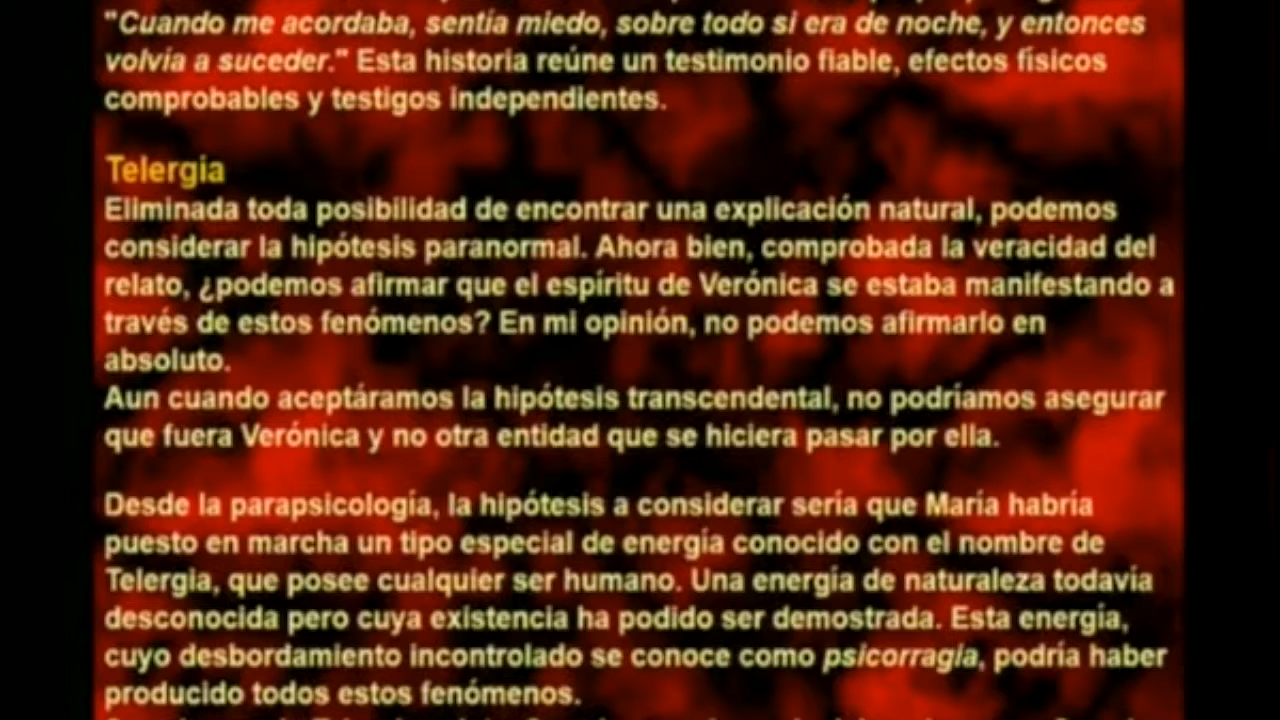 "Cuando me acordaba, sentía miedo, sobre todo si era de noche, y entonces
volvía a suceder." Esta historia reúne un testimonio fiable, efectos físicos
comprobables y testigos independientes.
Telergia
Eliminada toda posibilidad de encontrar una explicación natural, podemos
considerar la hipótesis paranormal. Ahora bien, comprobada la veracidad del
relato, ¿podemos afirmar que el espíritu de Verónica se estaba manifestando a
través de estos fenómenos? En mi opinión, no podemos afirmarlo en
absoluto.
Aun cuando aceptáramos la hipótesis transcendental, no podríamos asegurar
que fuera Verónica y no otra entidad que se hiciera pasar por ella.
Desde la parapsicología, la hipótesis a considerar sería que María habría
puesto en marcha un tipo especial de energía conocido con el nombre de
Telergia, que posee cualquier ser humano. Una energía de naturaleza todavía
desconocida pero cuya existencia ha podido ser demostrada. Esta energía,
cuyo desbordamiento incontrolado se conoce como psicorragia, podría haber
producido todos estos fenómenos.